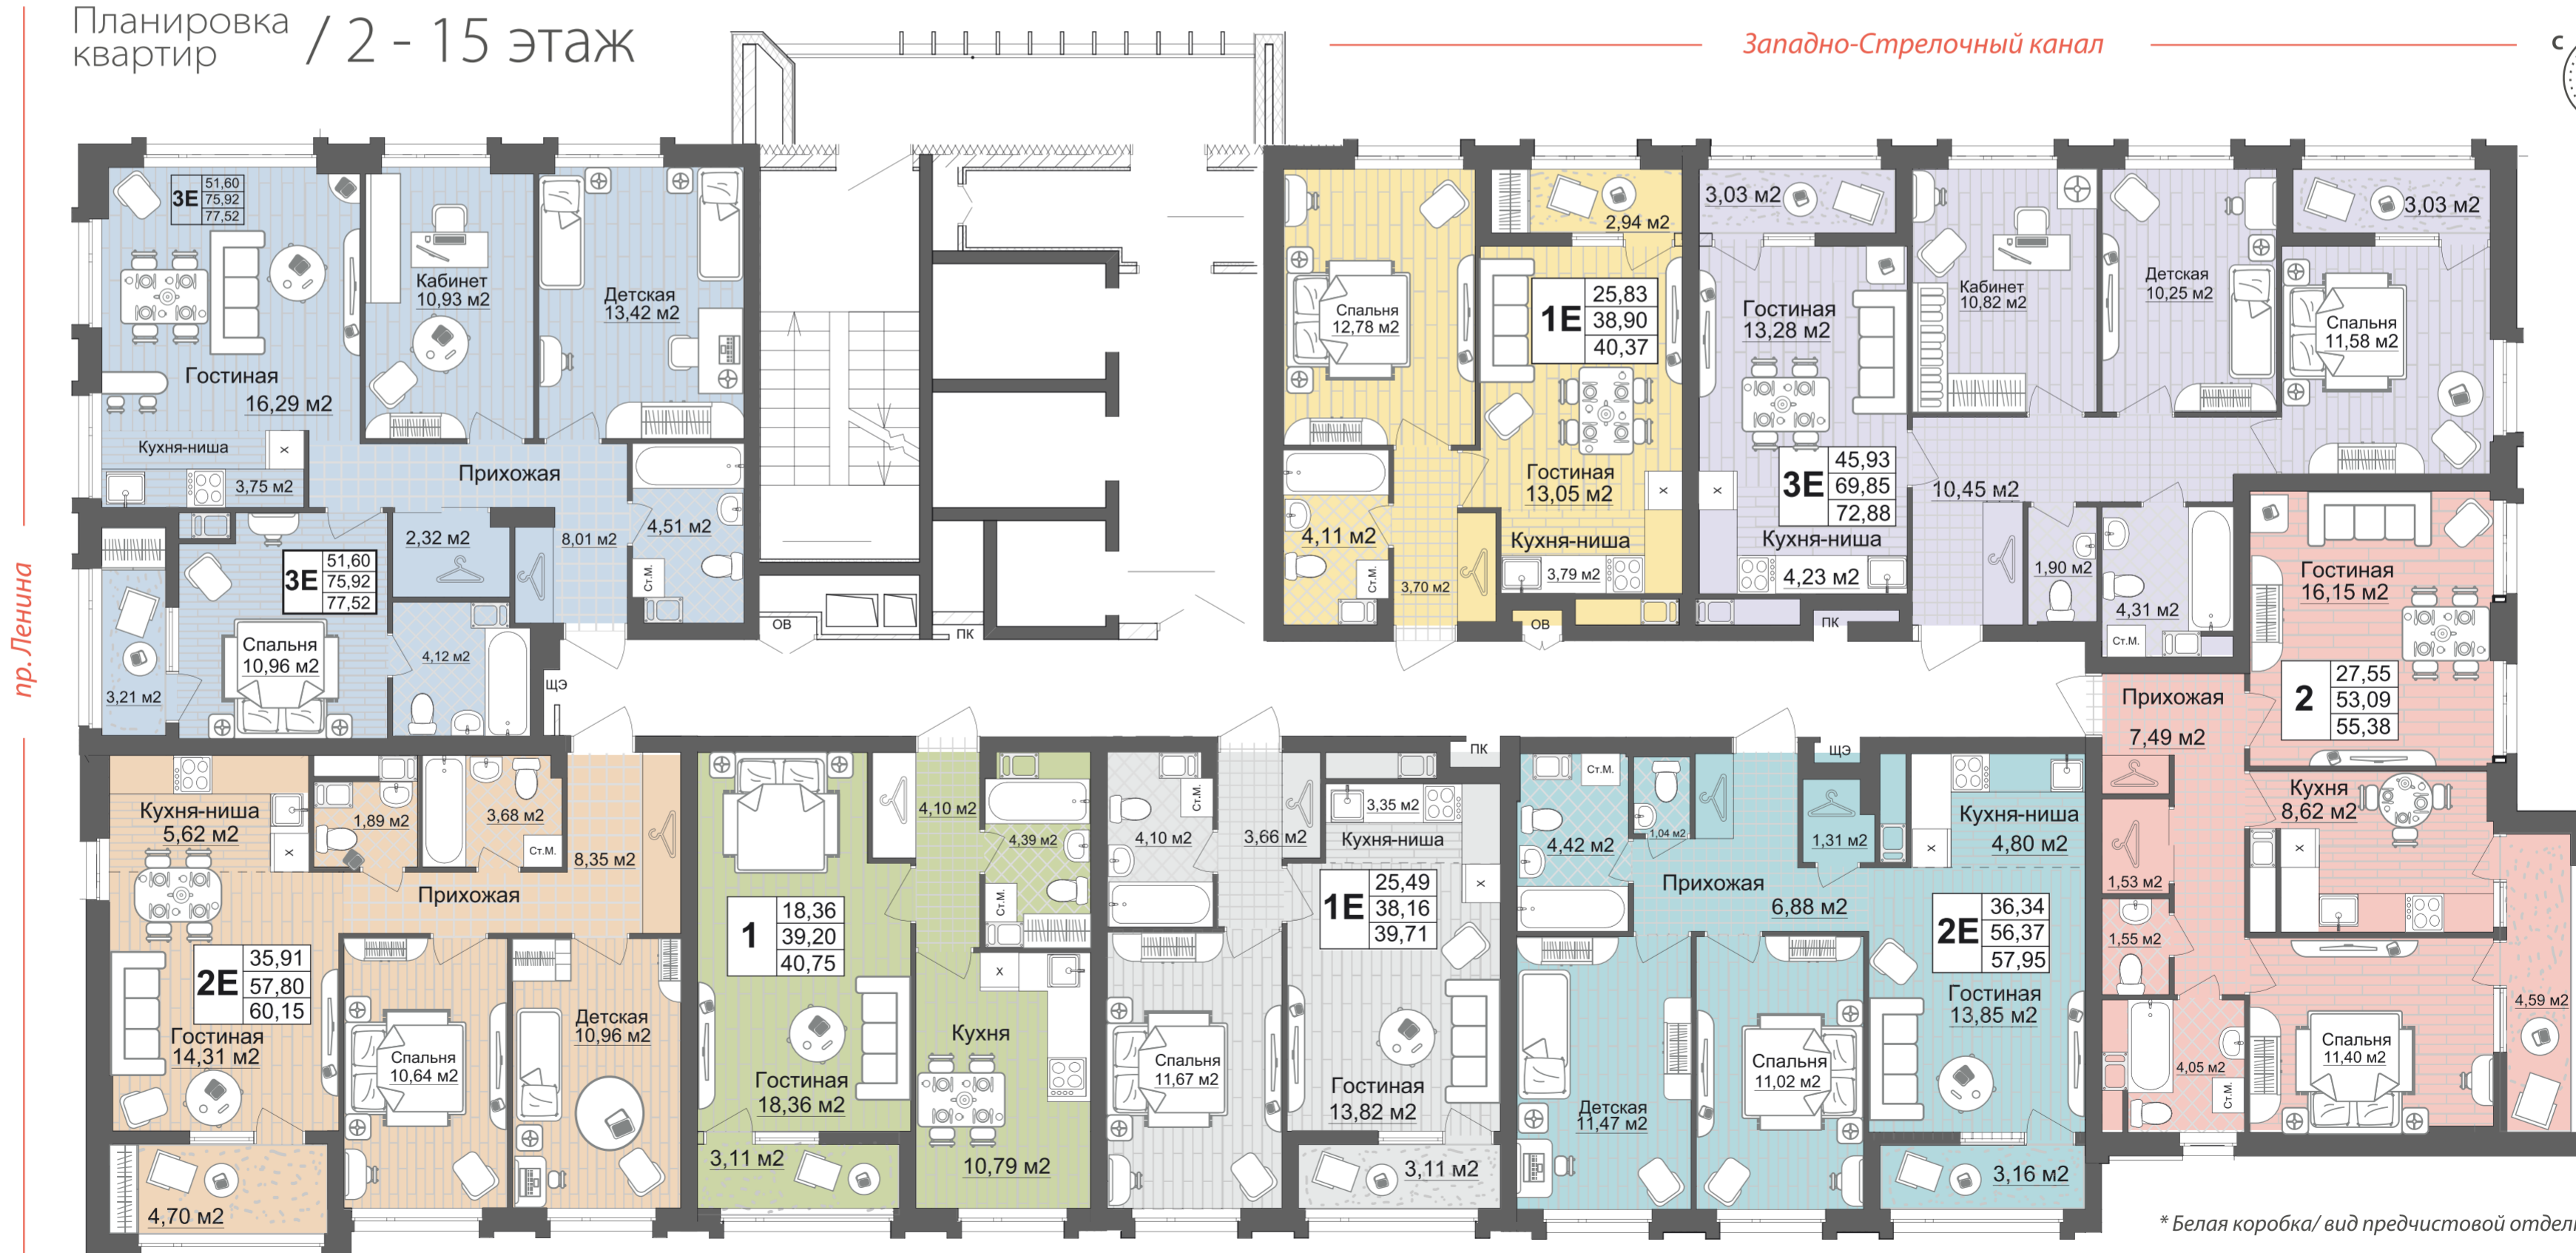 Планировка
квартир / 2 - 15 этаж
Западно-Стрелочный канал
С
пр. Ленина
3Е
51,60
75,92
77,52
Гостиная
16,29 м2
Кухня-ниша
х
3,75 м2
Кабинет
10,93 м2
Детская
13,42 м2
Прихожая
8,01 м2
2,32 м2
4,51 м2
Ст.М.
3Е
51,60
75,92
77,52
Спальня
10,96 м2
3,21 м2
4,12 м2
ЩЭ
ОВ
ПК
Спальня
12,78 м2
2,94 м2
1Е
25,83
38,90
40,37
Гостиная
13,05 м2
х
Кухня-ниша
3,79 м2
4,11 м2
Ст.М.
3,70 м2
ОВ
3,03 м2
Гостиная
13,28 м2
3Е
45,93
69,85
72,88
х
Кухня-ниша
4,23 м2
ПК
Кабинет
10,82 м2
Детская
10,25 м2
3,03 м2
Спальня
11,58 м2
10,45 м2
1,90 м2
4,31 м2
Ст.М.
Гостиная
16,15 м2
2
27,55
53,09
55,38
Прихожая
7,49 м2
Кухня
8,62 м2
х
1,53 м2
1,55 м2
4,05 м2
Ст.М.
Спальня
11,40 м2
4,59 м2
Кухня-ниша
5,62 м2
х
1,89 м2
3,68 м2
Ст.М.
8,35 м2
Прихожая
2Е
35,91
57,80
60,15
Гостиная
14,31 м2
Спальня
10,64 м2
Детская
10,96 м2
4,70 м2
4,10 м2
4,39 м2
Ст.М.
1
18,36
39,20
40,75
х
Кухня
10,79 м2
Гостиная
18,36 м2
3,11 м2
4,10 м2
Ст.М.
3,66 м2
ПК
3,35 м2
Кухня-ниша
1Е
25,49
38,16
39,71
х
Спальня
11,67 м2
Гостиная
13,82 м2
3,11 м2
Ст.М.
4,42 м2
1,04 м2
ЩЭ
1,31 м2
Прихожая
6,88 м2
Кухня-ниша
4,80 м2
х
2Е
36,34
56,37
57,95
Гостиная
13,85 м2
Детская
11,47 м2
Спальня
11,02 м2
3,16 м2
* Белая коробка/ вид предчистовой